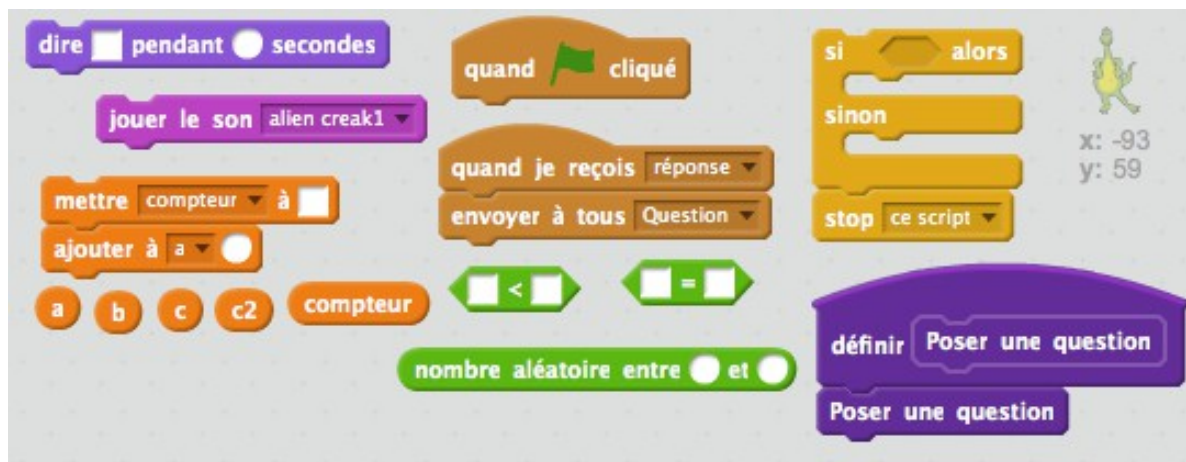 dire pendant secondes
jouer le son alien creak1
mettre compteur à
ajouter à a
a b c c2 compteur
quand cliqué
quand je reçois réponse
envoyer à tous Question
<
=
nombre aléatoire entre et
si alors
sinon
stop ce script
x: -93
y: 59
définir Poser une question
Poser une question